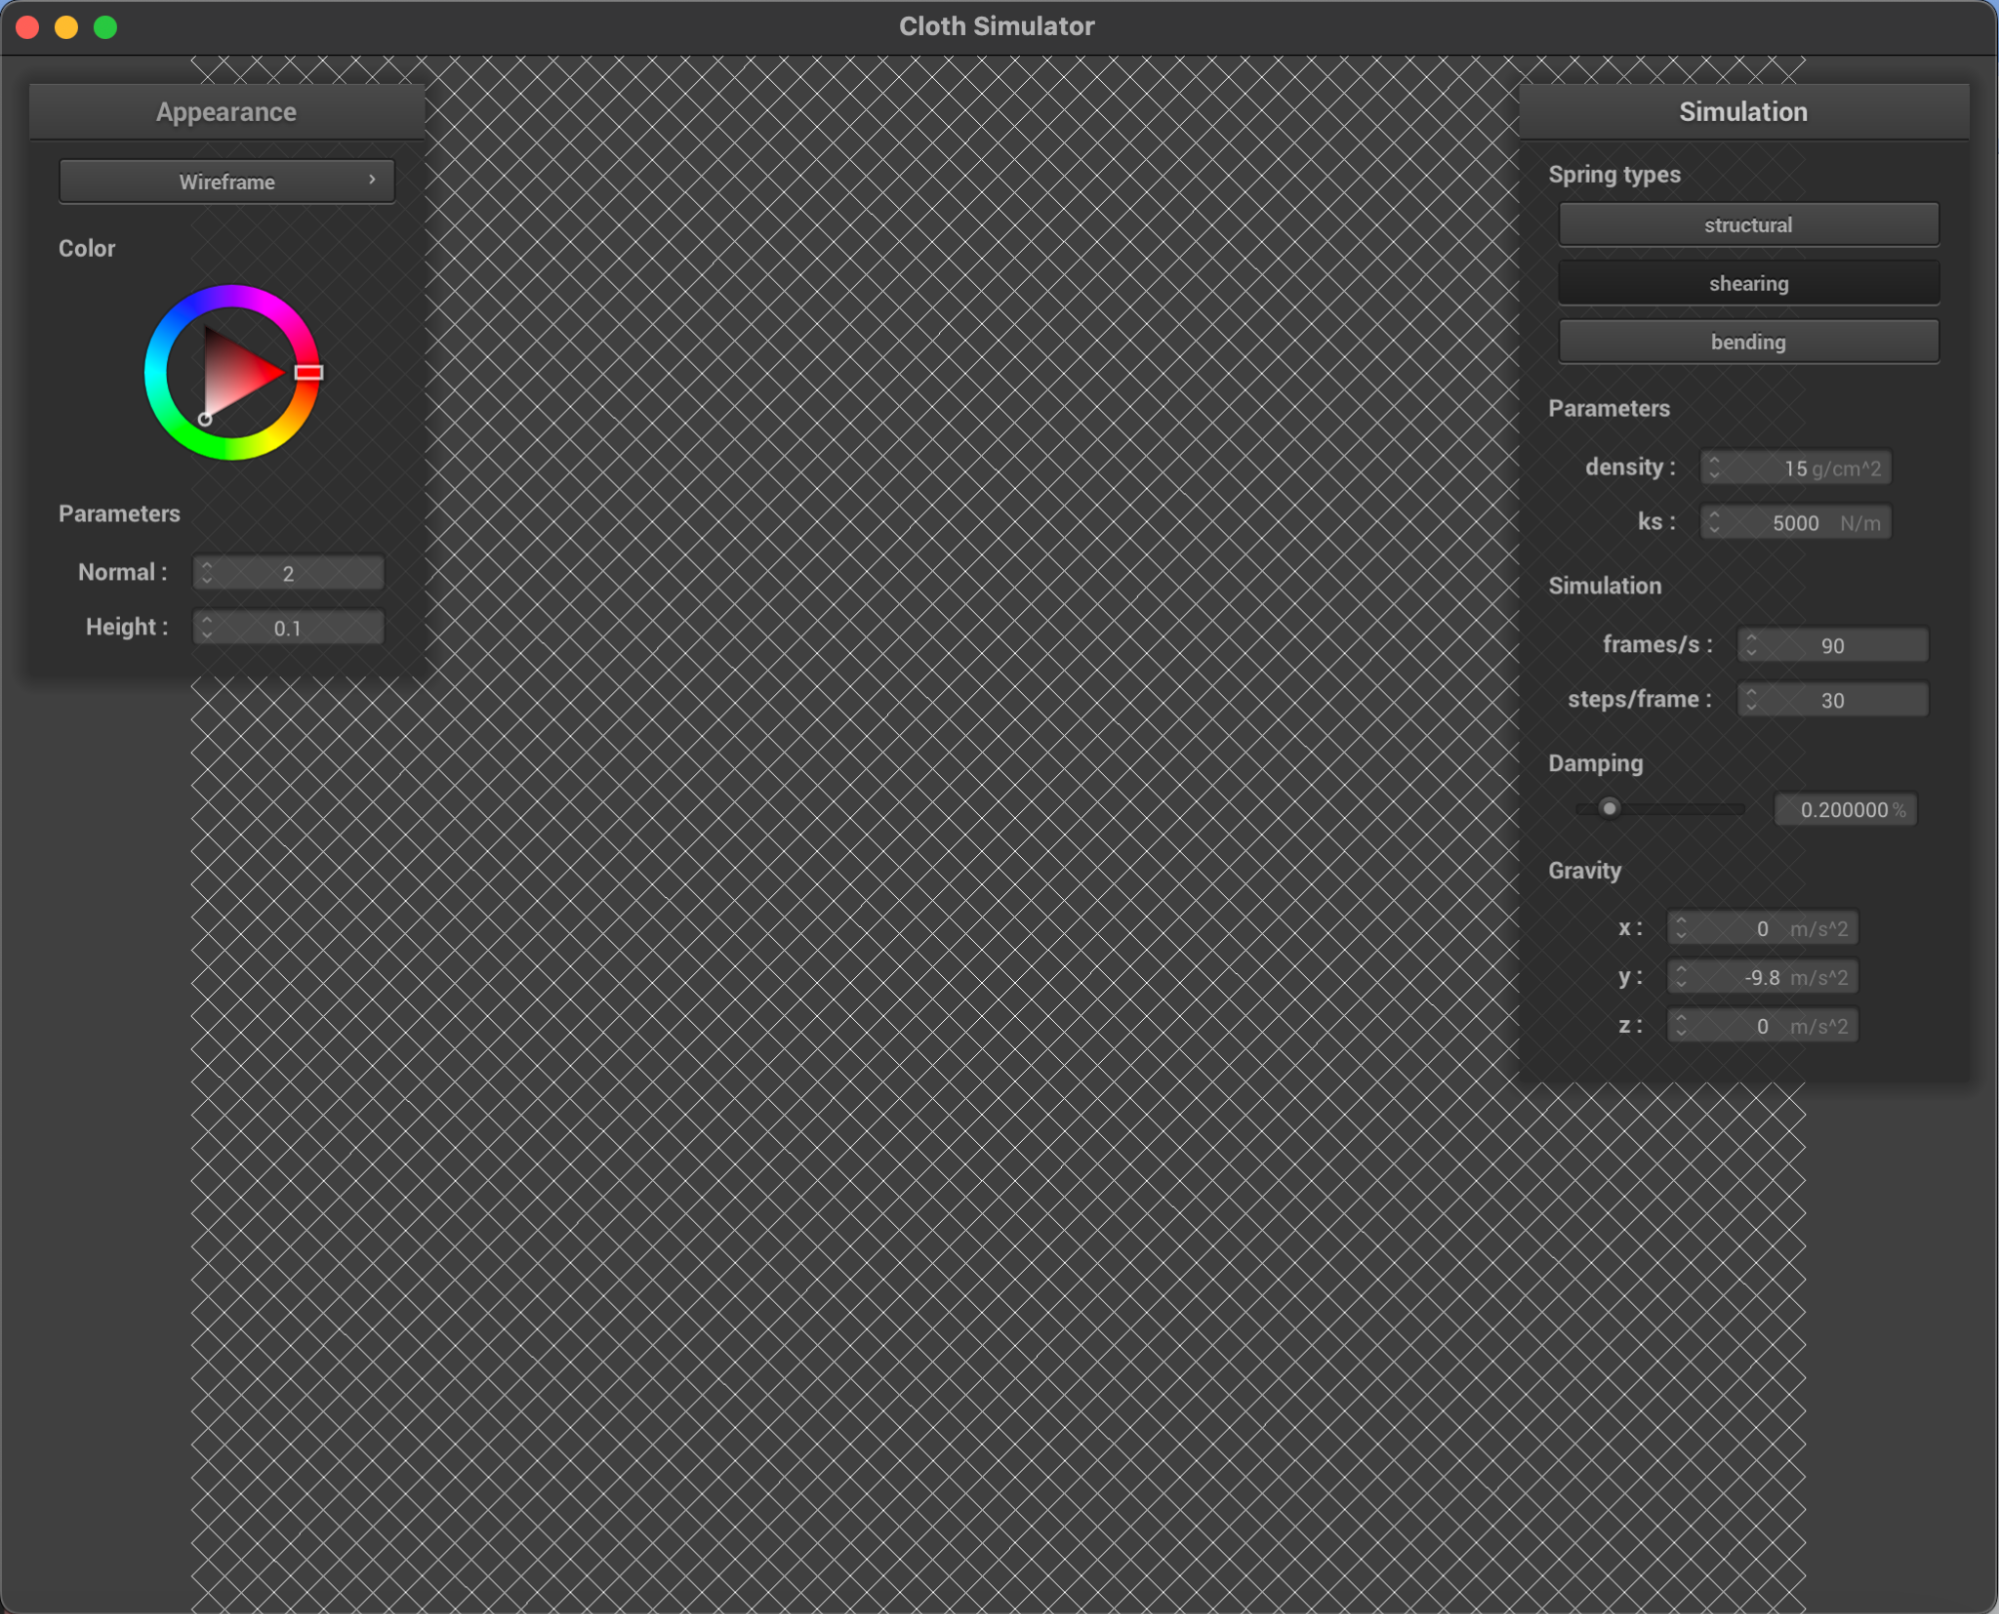 Cloth Simulator
Appearance
Wireframe
Color
Parameters
Normal : 2
Height : 0.1
Simulation
Spring types
structural
shearing
bending
Parameters
density : 15 g/cm^2
ks : 5000 N/m
Simulation
frames/s : 90
steps/frame : 30
Damping
0.200000 %
Gravity
x : 0 m/s^2
y : -9.8 m/s^2
z : 0 m/s^2